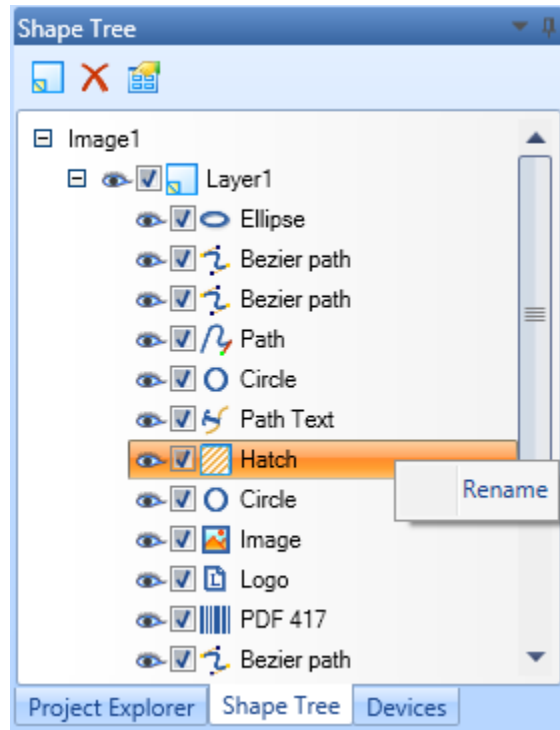 Shape Tree
Image1
Layer1
Ellipse
Bezier path
Bezier path
Path
Circle
Path Text
Hatch
Rename
Circle
Image
Logo
PDF 417
Bezier path
Project Explorer Shape Tree Devices